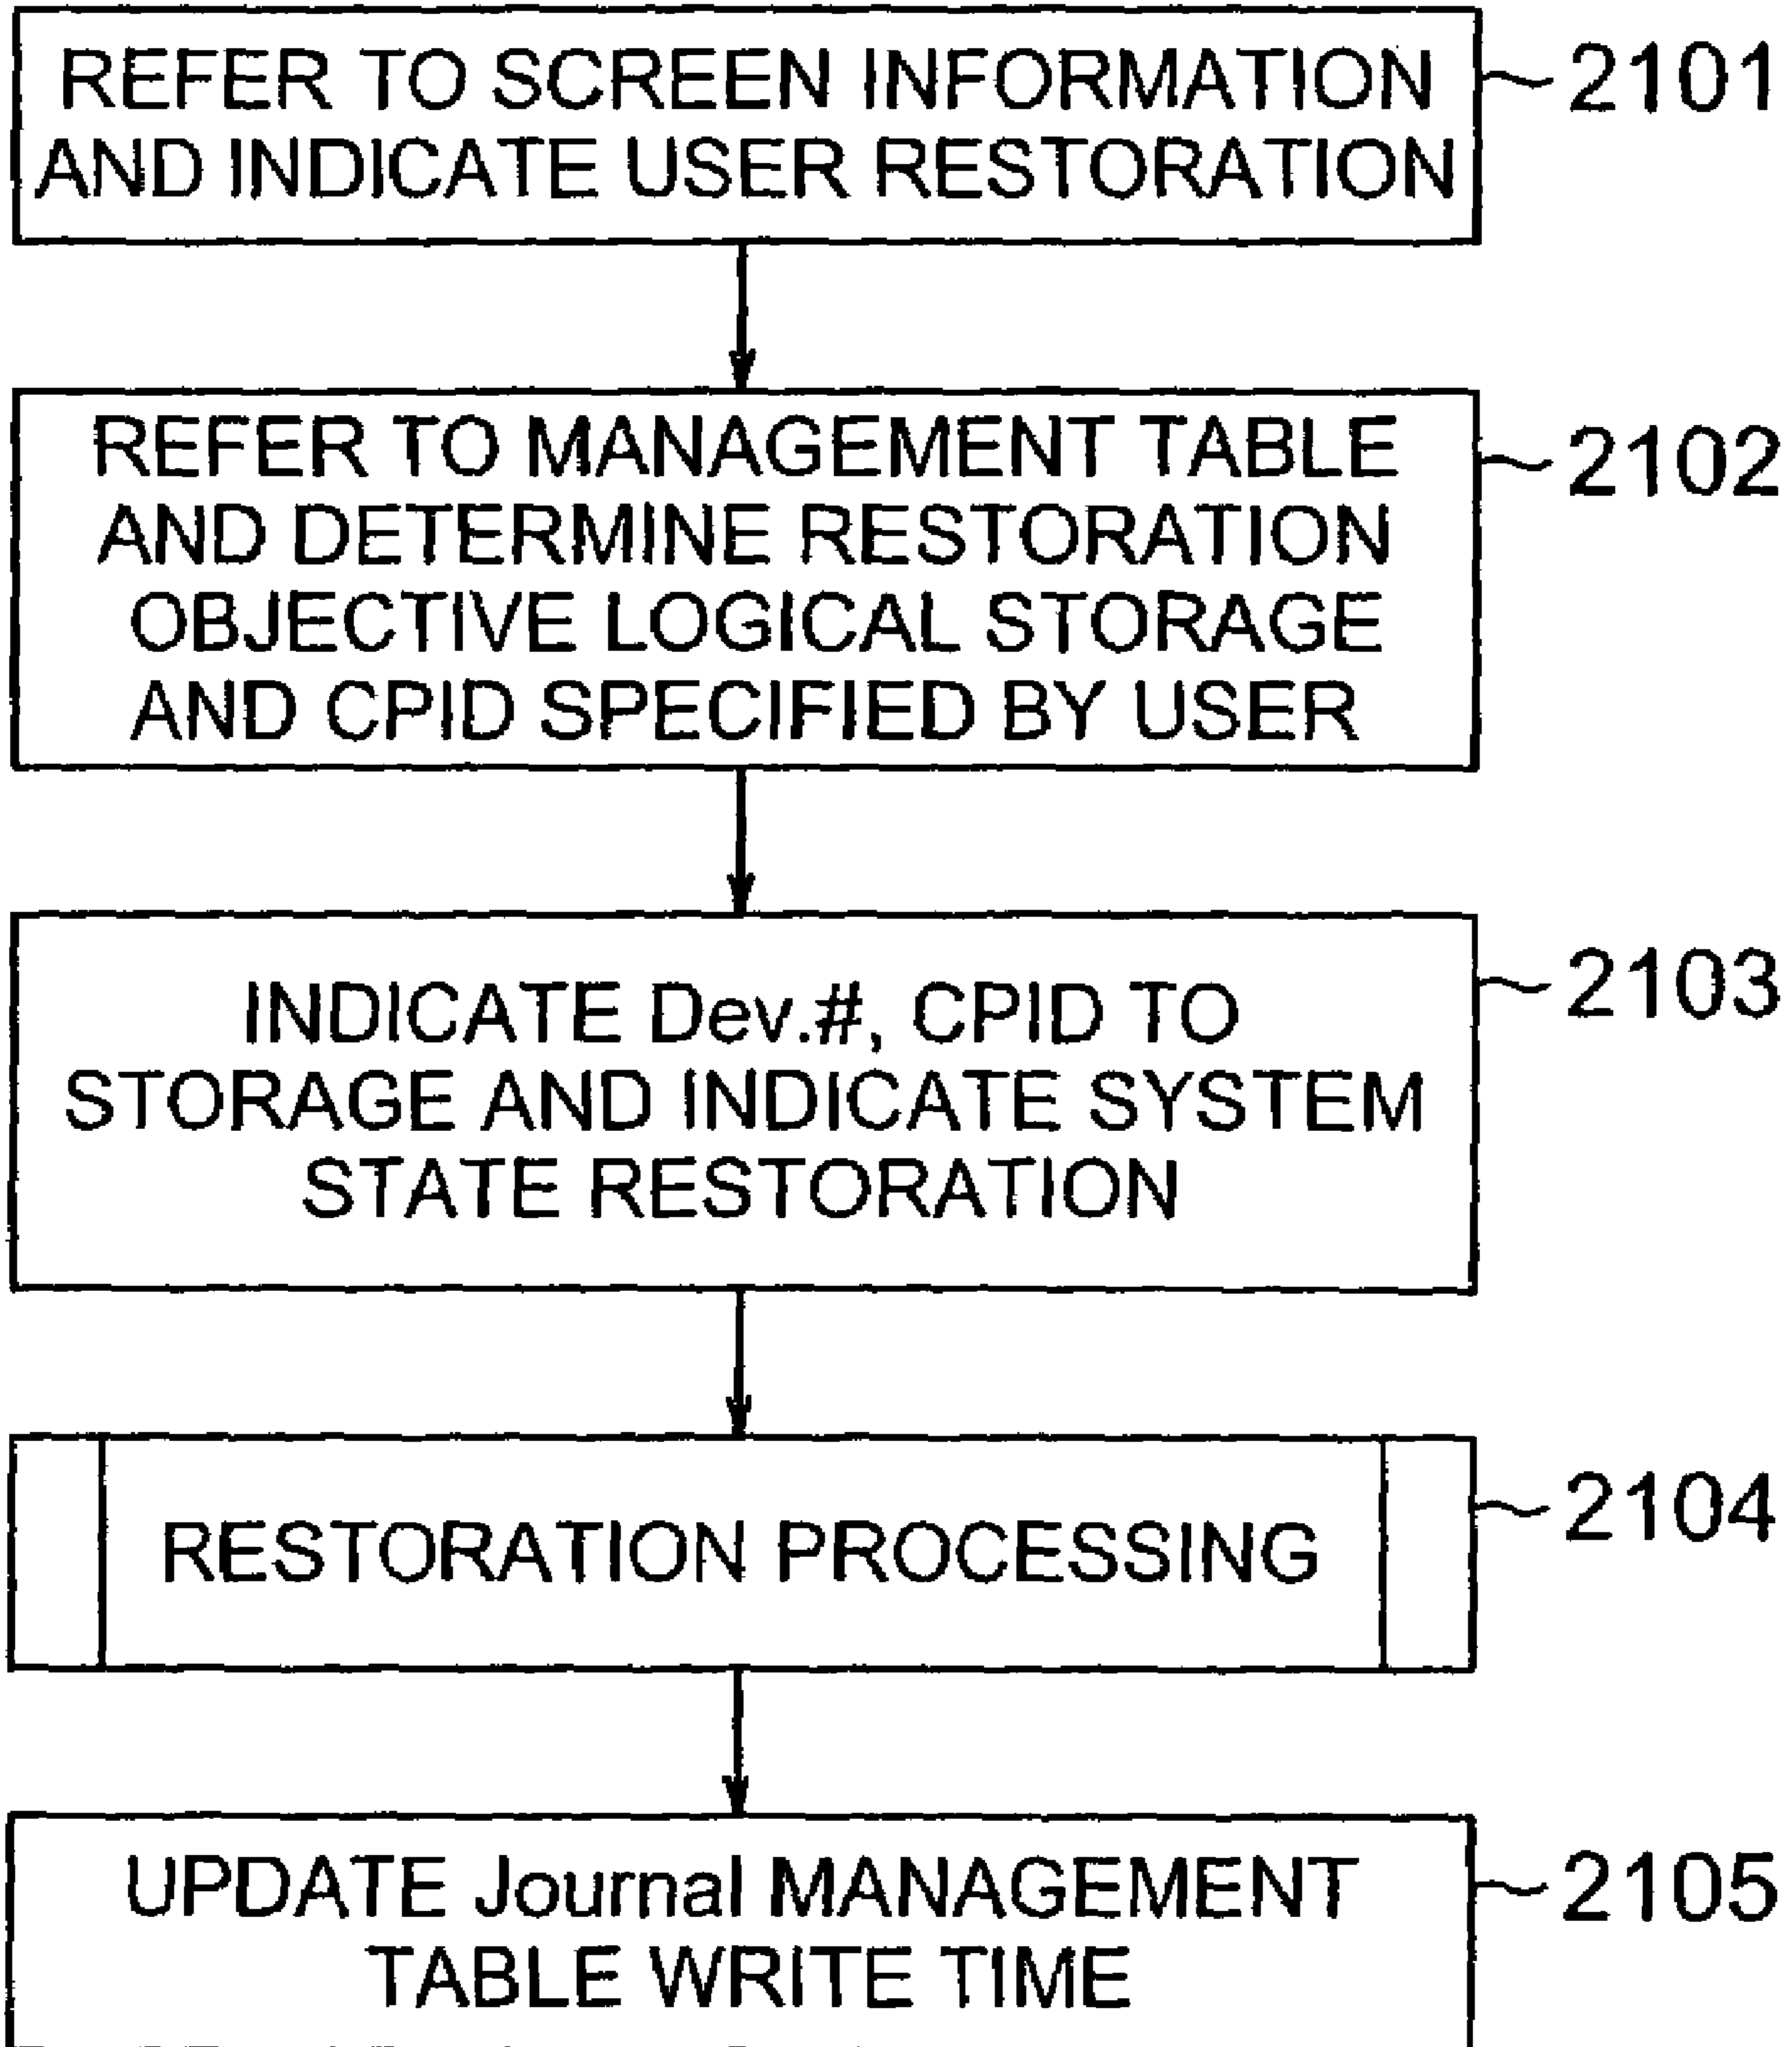 REFER TO SCREEN INFORMATION
AND INDICATE USER RESTORATION
2101
REFER TO MANAGEMENT TABLE
AND DETERMINE RESTORATION
OBJECTIVE LOGICAL STORAGE
AND CPID SPECIFIED BY USER
2102
INDICATE Dev.#, CPID TO
STORAGE AND INDICATE SYSTEM
STATE RESTORATION
2103
RESTORATION PROCESSING
2104
UPDATE Journal MANAGEMENT
TABLE WRITE TIME
2105